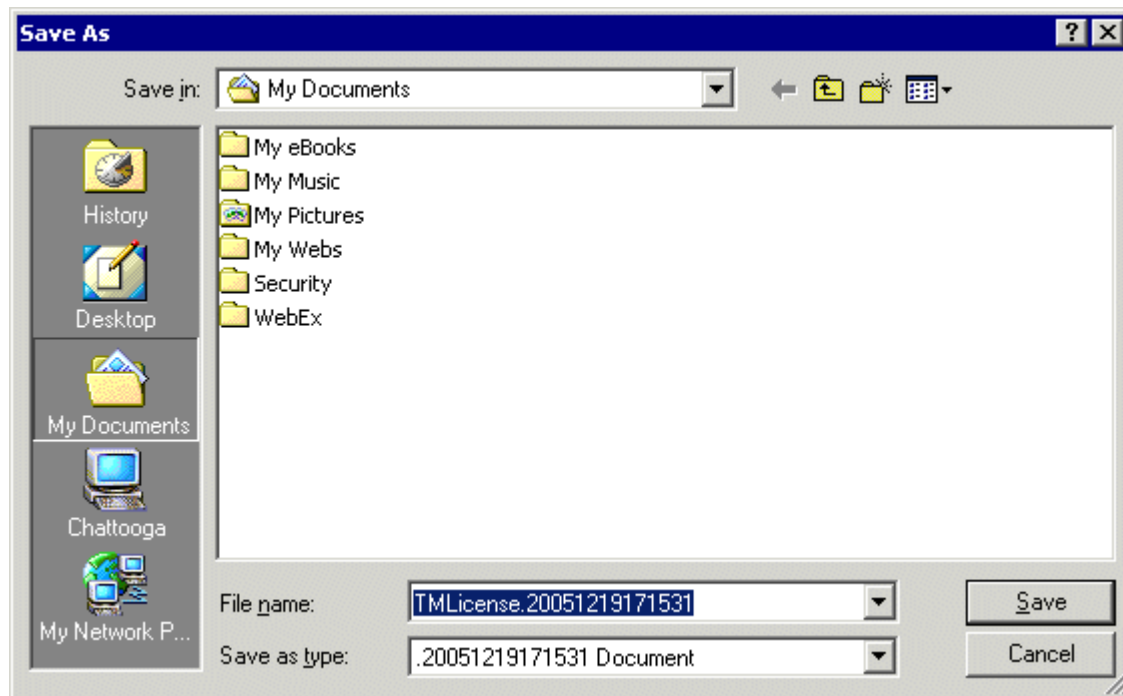 Save As
Save in: My Documents
My eBooks
My Music
My Pictures
My Webs
Security
WebEx
History
Desktop
My Documents
Chattooga
My Network P...
File name: TMLicense.20051219171531 Save
Save as type: .20051219171531 Document Cancel